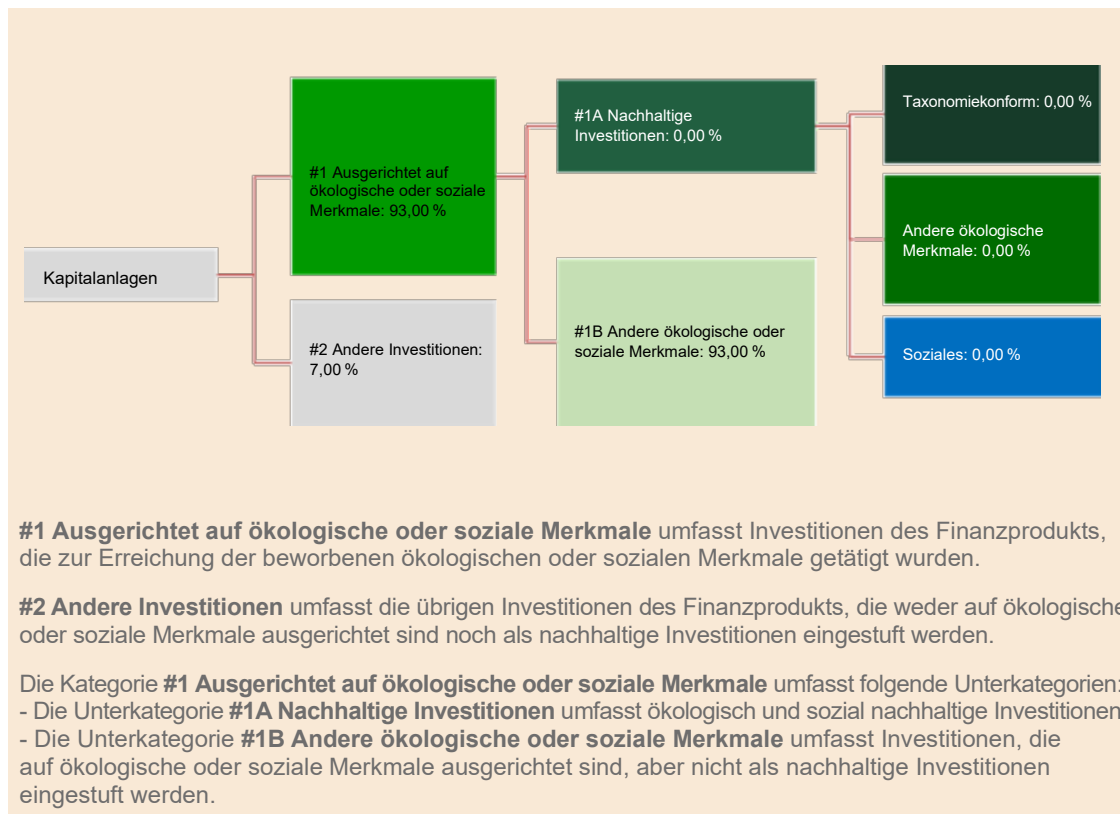 Kapitalanlagen
#1 Ausgerichtet auf
ökologische oder soziale
Merkmale: 93,00 %
#2 Andere Investitionen:
7,00 %
#1A Nachhaltige
Investitionen: 0,00 %
#1B Andere ökologische oder
soziale Merkmale: 93,00 %
Taxonomiekonform: 0,00 %
Andere ökologische
Merkmale: 0,00 %
Soziales: 0,00 %
#1 Ausgerichtet auf ökologische oder soziale Merkmale umfasst Investitionen des Finanzprodukts,
die zur Erreichung der beworbenen ökologischen oder sozialen Merkmale getätigt wurden.
#2 Andere Investitionen umfasst die übrigen Investitionen des Finanzprodukts, die weder auf ökologische
oder soziale Merkmale ausgerichtet sind noch als nachhaltige Investitionen eingestuft werden.
Die Kategorie #1 Ausgerichtet auf ökologische oder soziale Merkmale umfasst folgende Unterkategorien:
- Die Unterkategorie #1A Nachhaltige Investitionen umfasst ökologisch und sozial nachhaltige Investitionen
- Die Unterkategorie #1B Andere ökologische oder soziale Merkmale umfasst Investitionen, die
auf ökologische oder soziale Merkmale ausgerichtet sind, aber nicht als nachhaltige Investitionen
eingestuft werden.